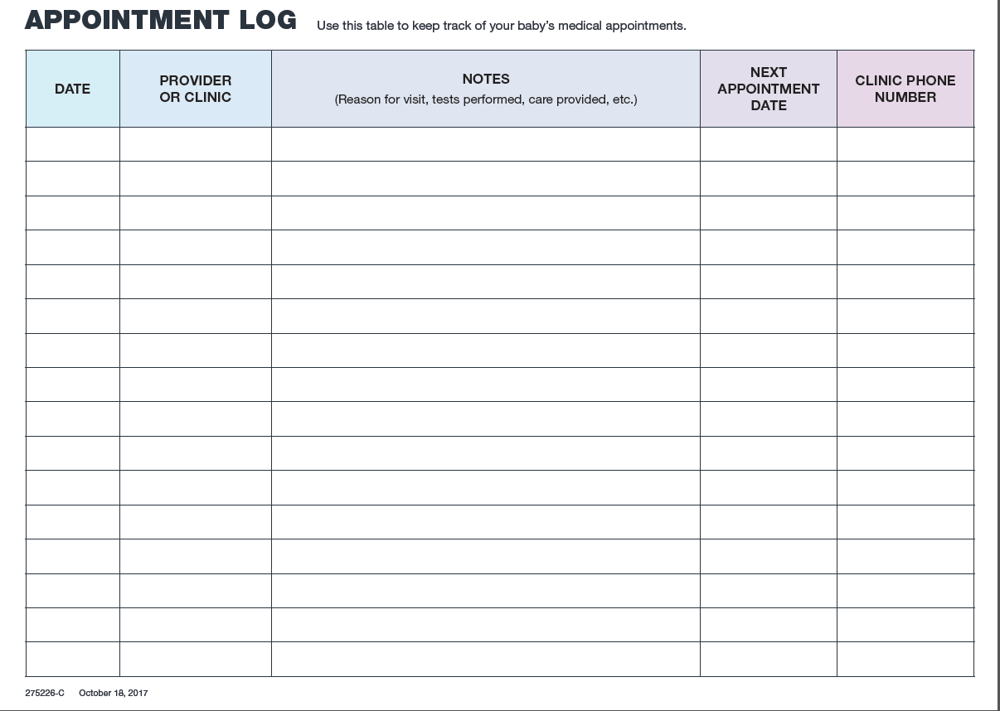 APPOINTMENT LOG Use this table to keep track of your baby's medical appointments.
DATE
PROVIDER
OR CLINIC
NOTES
(Reason for visit, tests performed, care provided, etc.)
NEXT
APPOINTMENT
DATE
CLINIC PHONE
NUMBER
275226-C October 18, 2017